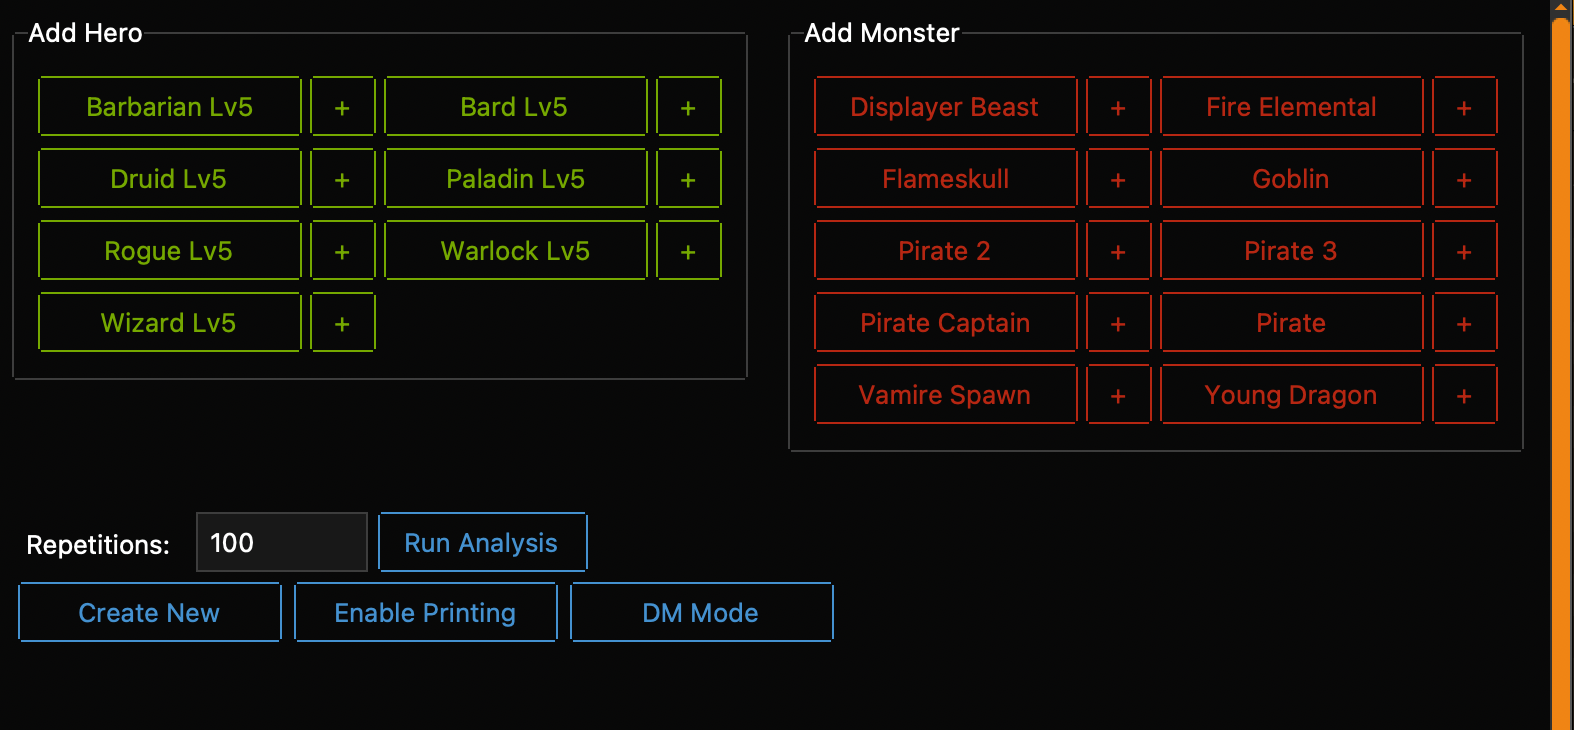 Add Hero
Barbarian Lv5 + Bard Lv5 +
Druid Lv5 + Paladin Lv5 +
Rogue Lv5 + Warlock Lv5 +
Wizard Lv5 +
Add Monster
Displayer Beast + Fire Elemental +
Flameskull + Goblin +
Pirate 2 + Pirate 3 +
Pirate Captain + Pirate +
Vamire Spawn + Young Dragon +
Repetitions: 100 Run Analysis
Create New Enable Printing DM Mode